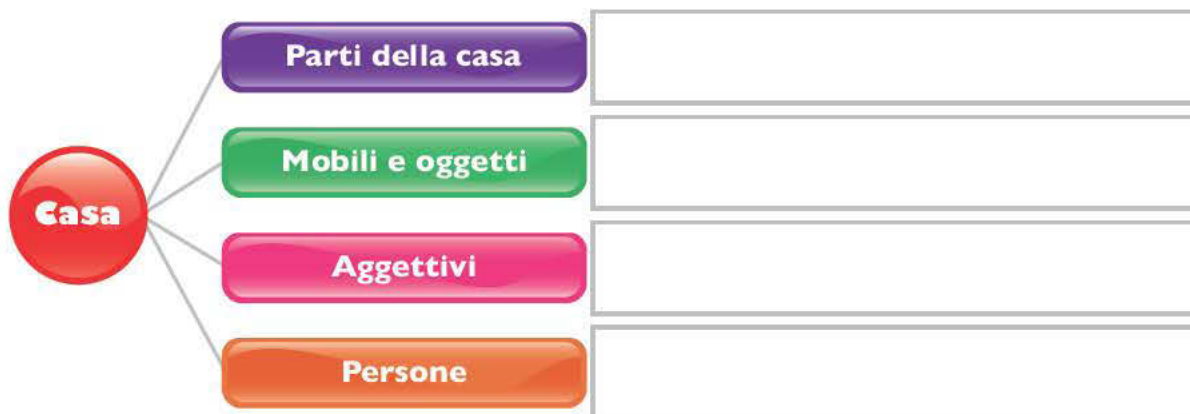 Parti della casa
Mobili e oggetti
Casa
Aggettivi
Persone